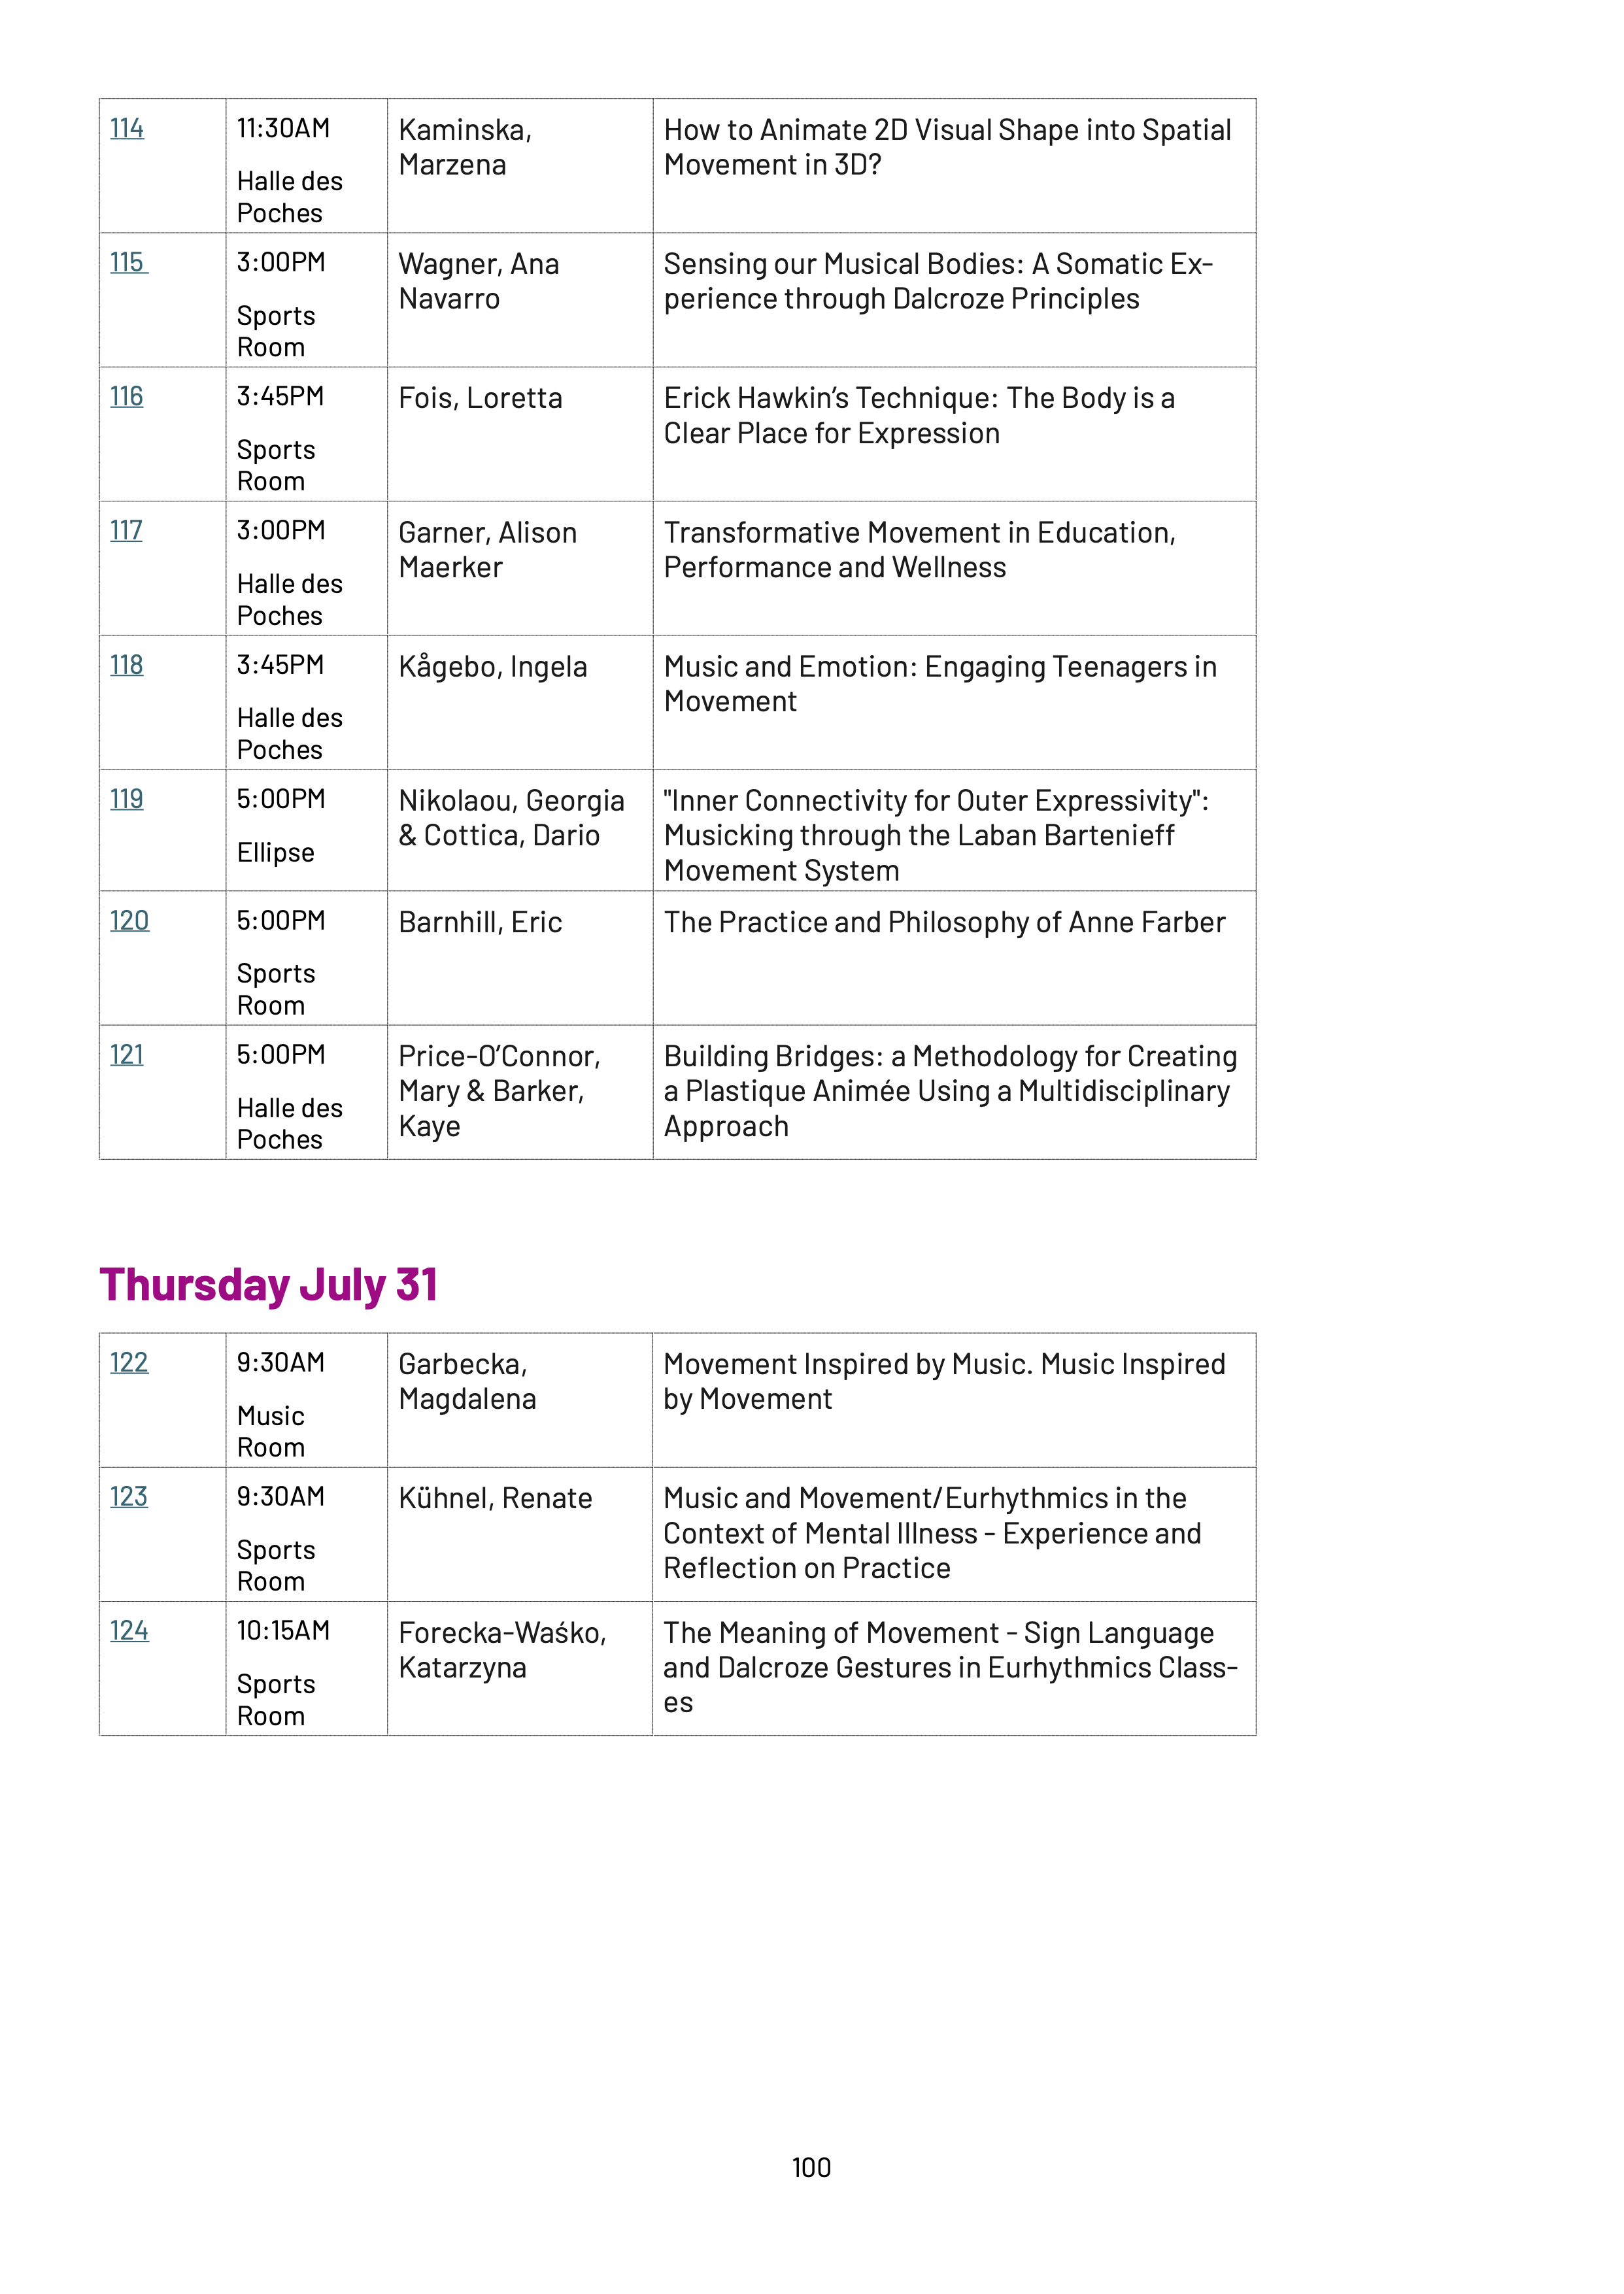 114
11:30AM
Halle des
Poches
Kaminska,
Marzena
How to Animate 2D Visual Shape into Spatial
Movement in 3D?
115
3:00PM
Sports
Room
Wagner, Ana
Navarro
Sensing our Musical Bodies: A Somatic Ex-
perience through Dalcroze Principles
116
3:45PM
Sports
Room
Fois, Loretta
Erick Hawkin’s Technique: The Body is a
Clear Place for Expression
117
3:00PM
Halle des
Poches
Garner, Alison
Maerker
Transformative Movement in Education,
Performance and Wellness
118
3:45PM
Halle des
Poches
Kågebo, Ingela
Music and Emotion: Engaging Teenagers in
Movement
119
5:00PM
Ellipse
Nikolaou, Georgia
& Cottica, Dario
"Inner Connectivity for Outer Expressivity":
Musicking through the Laban Bartenieff
Movement System
120
5:00PM
Sports
Room
Barnhill, Eric
The Practice and Philosophy of Anne Farber
121
5:00PM
Halle des
Poches
Price-O’Connor,
Mary & Barker,
Kaye
Building Bridges: a Methodology for Creating
a Plastique Animée Using a Multidisciplinary
Approach
Thursday July 31
122
9:30AM
Music
Room
Garbecka,
Magdalena
Movement Inspired by Music. Music Inspired
by Movement
123
9:30AM
Sports
Room
Kühnel, Renate
Music and Movement/Eurhythmics in the
Context of Mental Illness - Experience and
Reflection on Practice
124
10:15AM
Sports
Room
Forecka-Waśko,
Katarzyna
The Meaning of Movement - Sign Language
and Dalcroze Gestures in Eurhythmics Class-
es
100